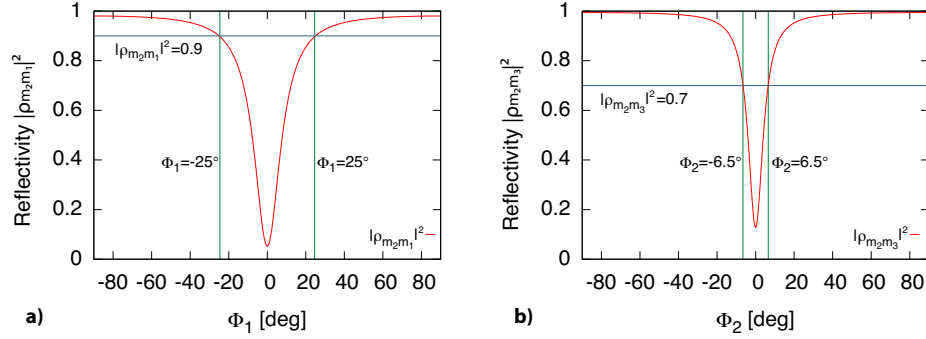 Reflectivity |ρm₂m₁|²
1
0.8
0.6
0.4
0.2
0
|ρm₂m₁|²=0.9
Φ₁=-25°
Φ₁=25°
|ρm₂m₁|²
-80 -60 -40 -20 0 20 40 60 80
a)
Φ₁ [deg]
Reflectivity |ρm₂m₃|²
1
0.8
0.6
0.4
0.2
0
|ρm₂m₃|²=0.7
Φ₂=-6.5°
Φ₂=6.5°
|ρm₂m₃|²
-80 -60 -40 -20 0 20 40 60 80
b)
Φ₂ [deg]